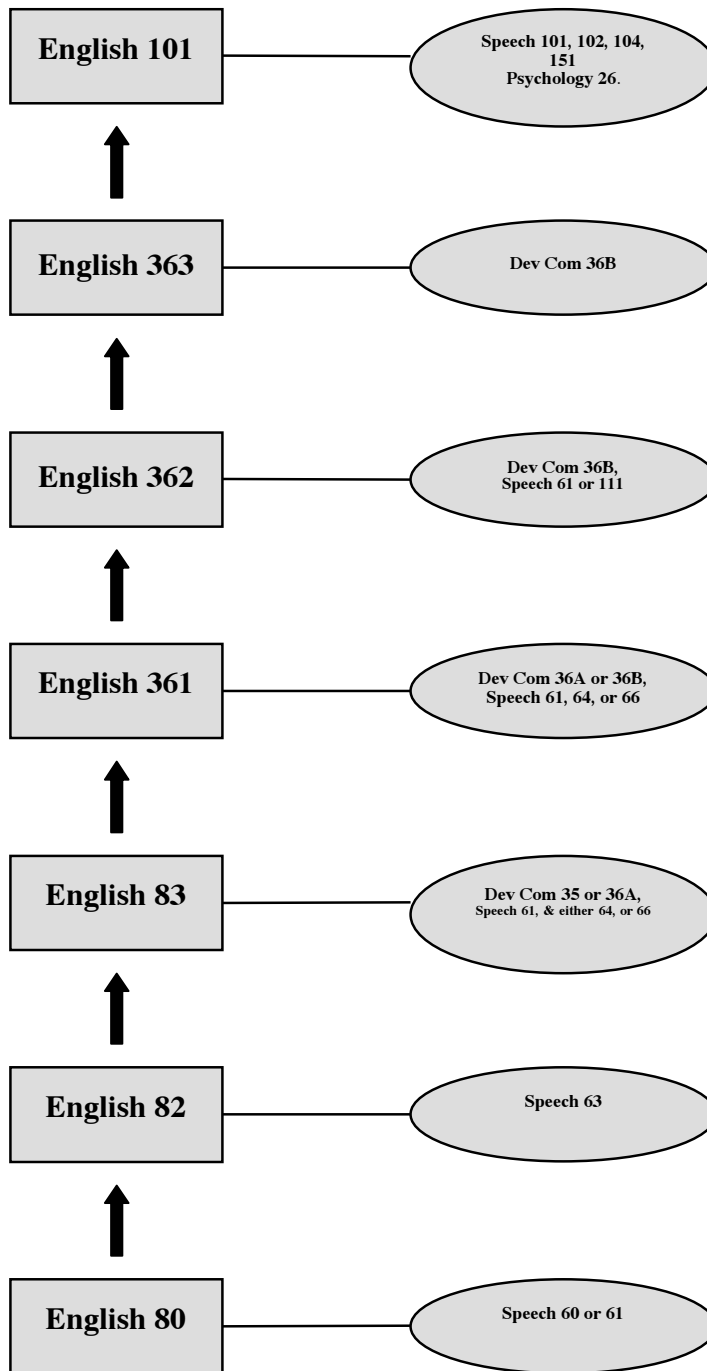 English 101
Speech 101, 102, 104,
151
Psychology 26.
English 363
Dev Com 36B
English 362
Dev Com 36B,
Speech 61 or 111
English 361
Dev Com 36A or 36B,
Speech 61, 64, or 66
English 83
Dev Com 35 or 36A,
Speech 61, & either 64, or 66
English 82
Speech 63
English 80
Speech 60 or 61